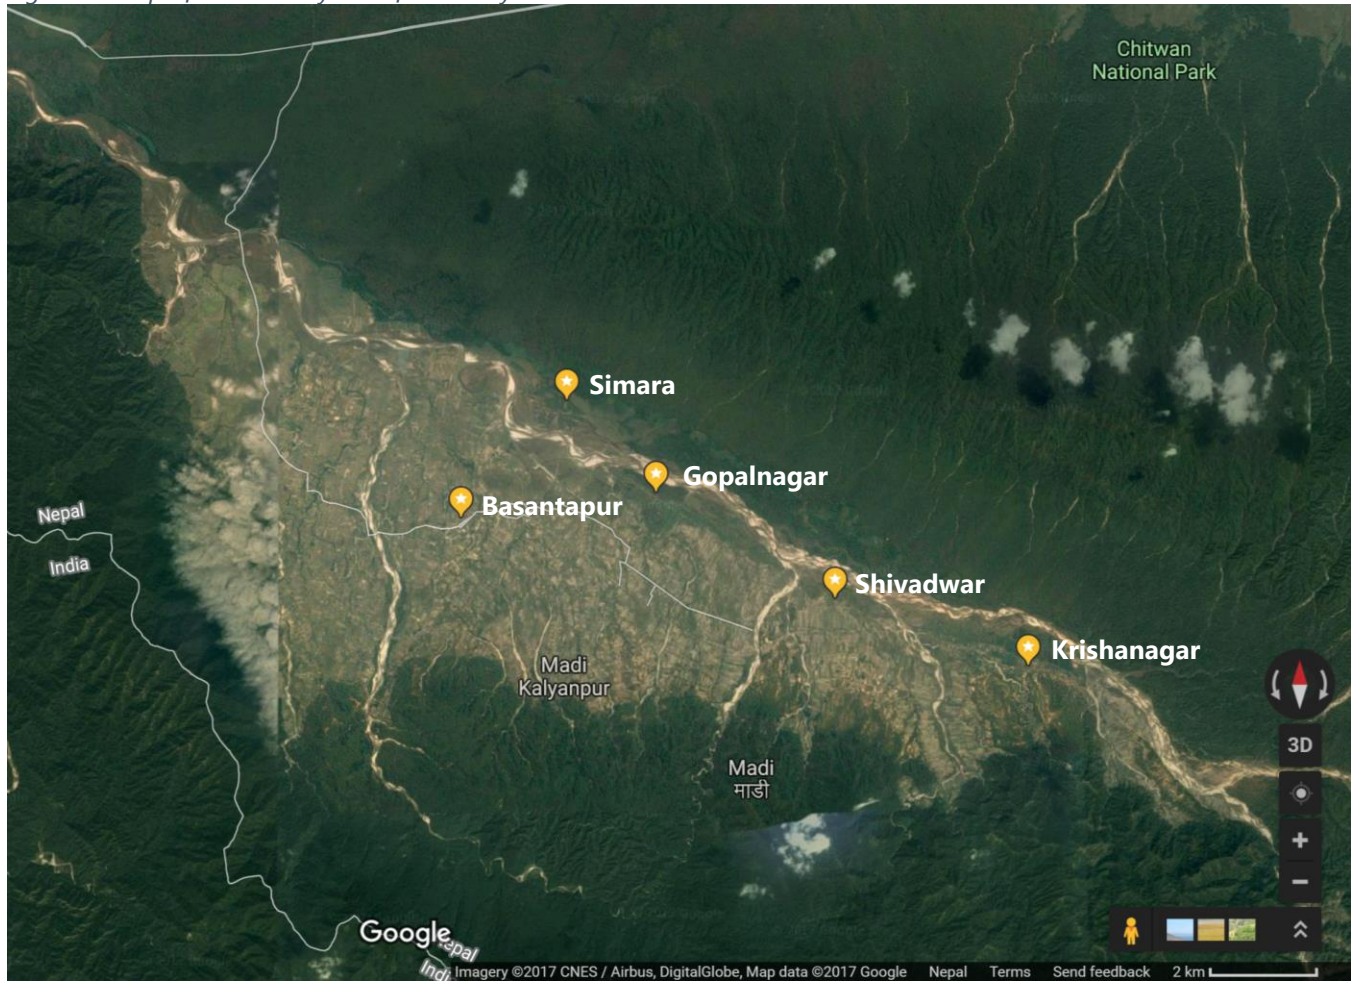 Chitwan
National Park
Simara
Gopalnagar
Basantapur
Nepal
India
Shivadwar
Krishanagar
Madi
Kalyanpur
3D
Madi
माडी
Google
Imagery ©2017 CNES / Airbus, DigitalGlobe, Map data ©2017 Google Nepal Terms Send feedback 2 km